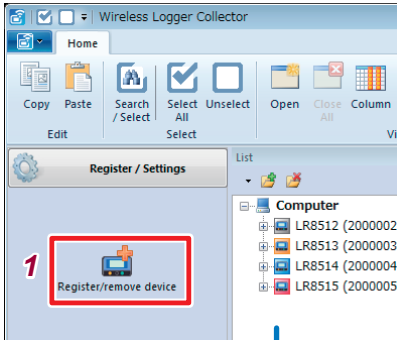 Wireless Logger Collector
Home
Copy Paste Search / Select Select All Unselect Open Close All Column
Edit Select
Register / Settings
List
Computer
LR8512 (2000002
LR8513 (2000003
LR8514 (2000004
LR8515 (2000005
1
Register/remove device